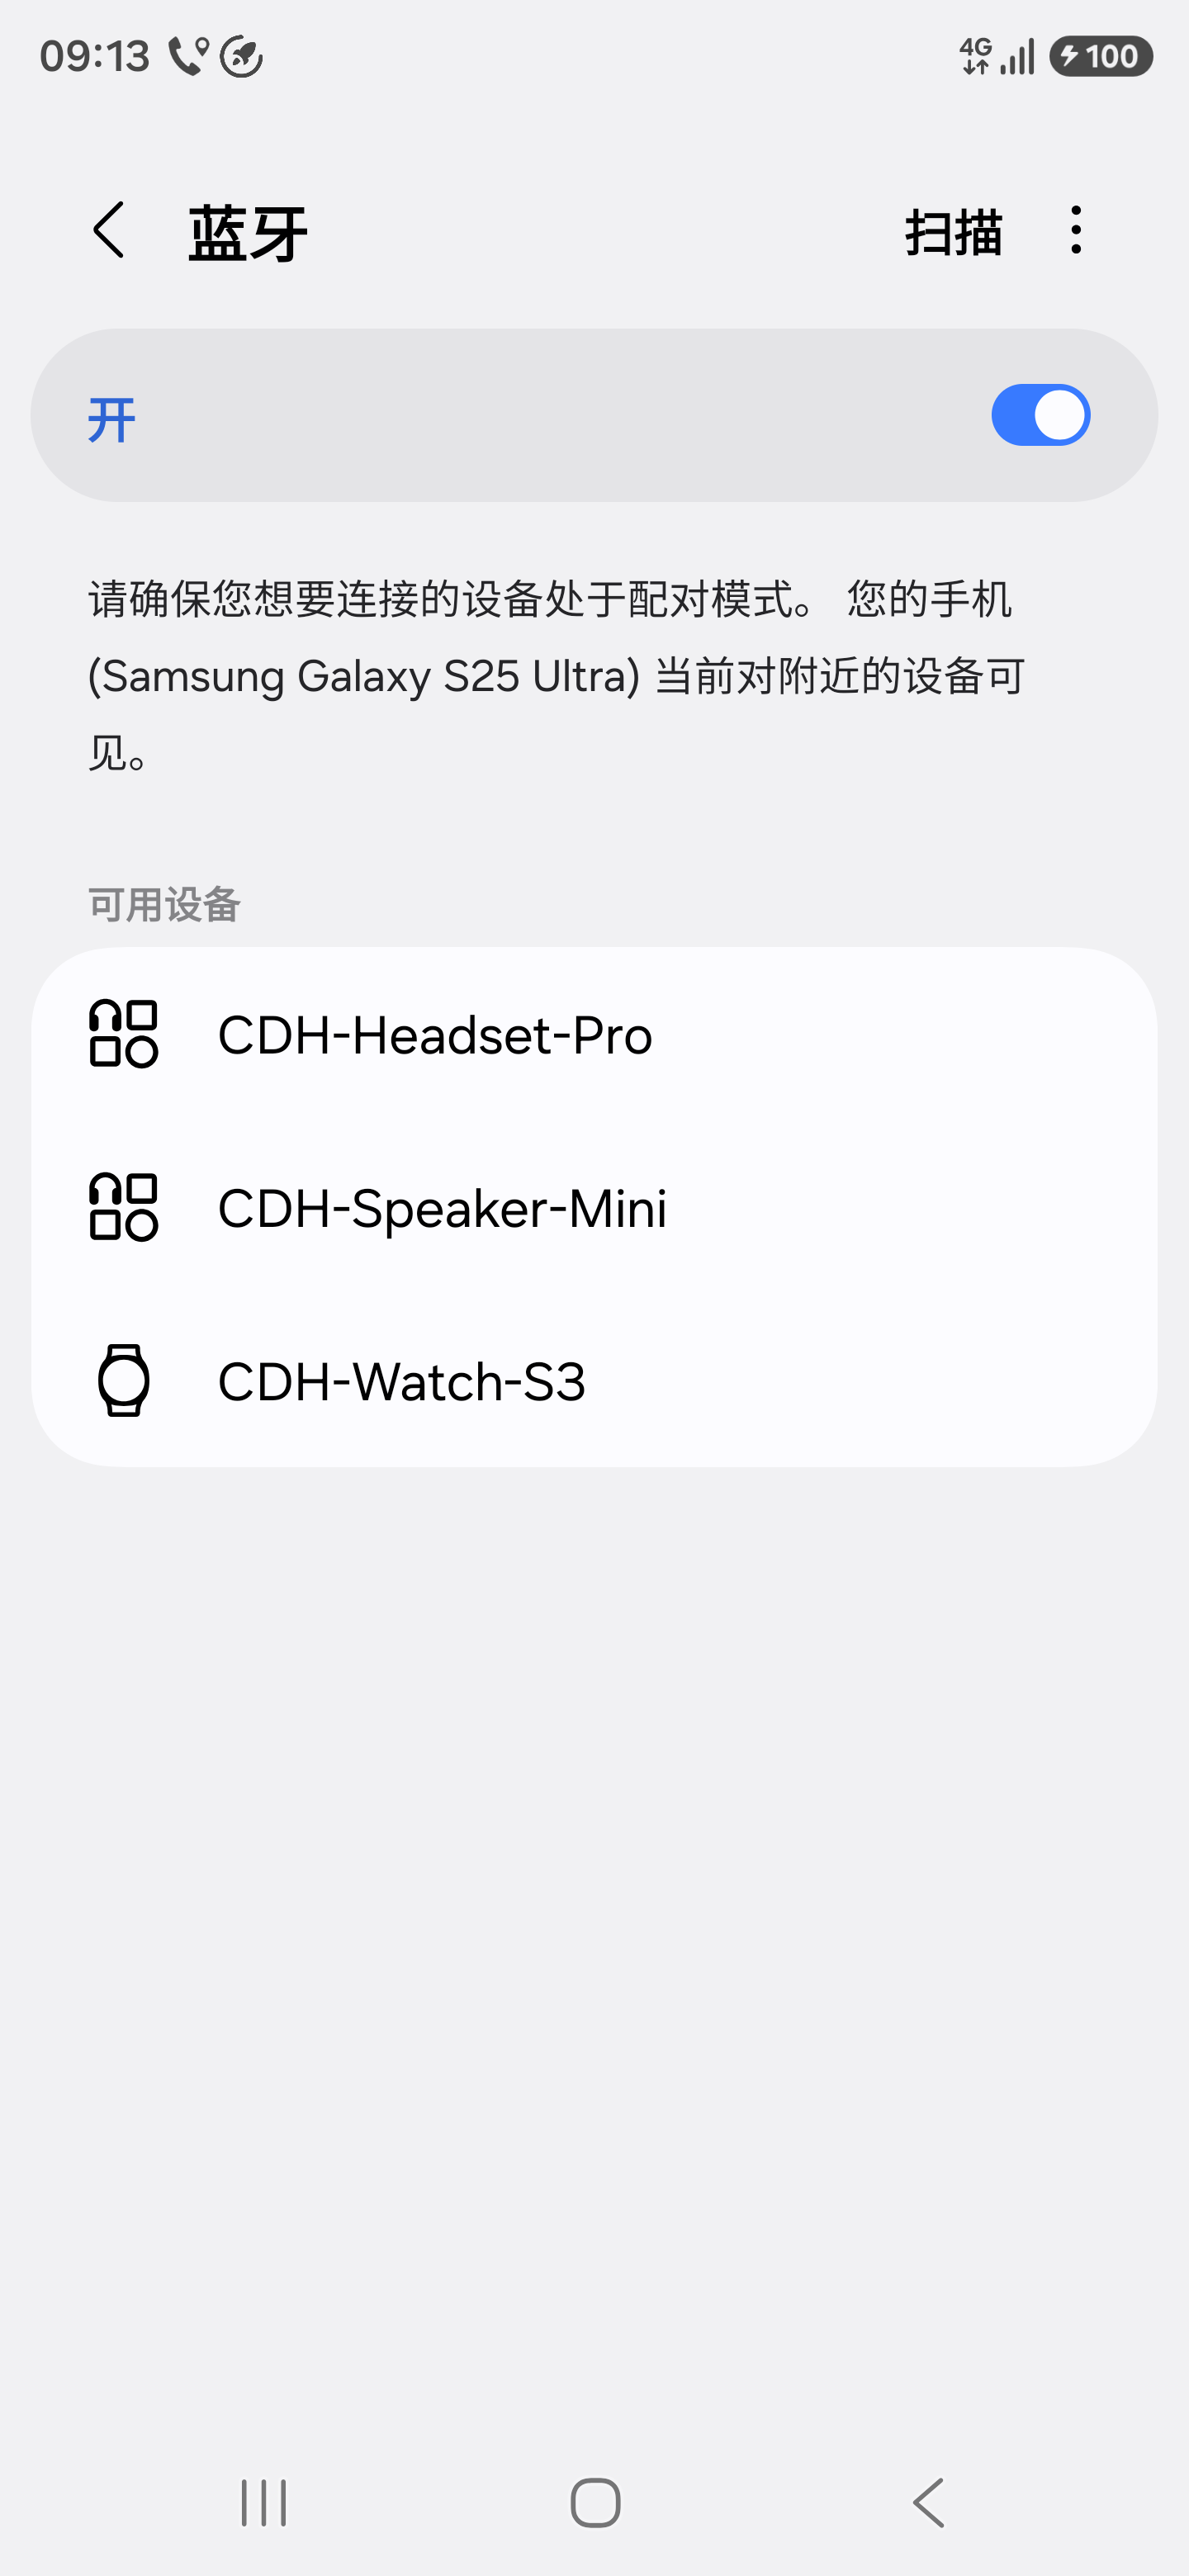 09:13
4G
100
蓝牙
扫描
开
请确保您想要连接的设备处于配对模式。 您的手机
(Samsung Galaxy S25 Ultra) 当前对附近的设备可
见。
可用设备
CDH-Headset-Pro
CDH-Speaker-Mini
CDH-Watch-S3